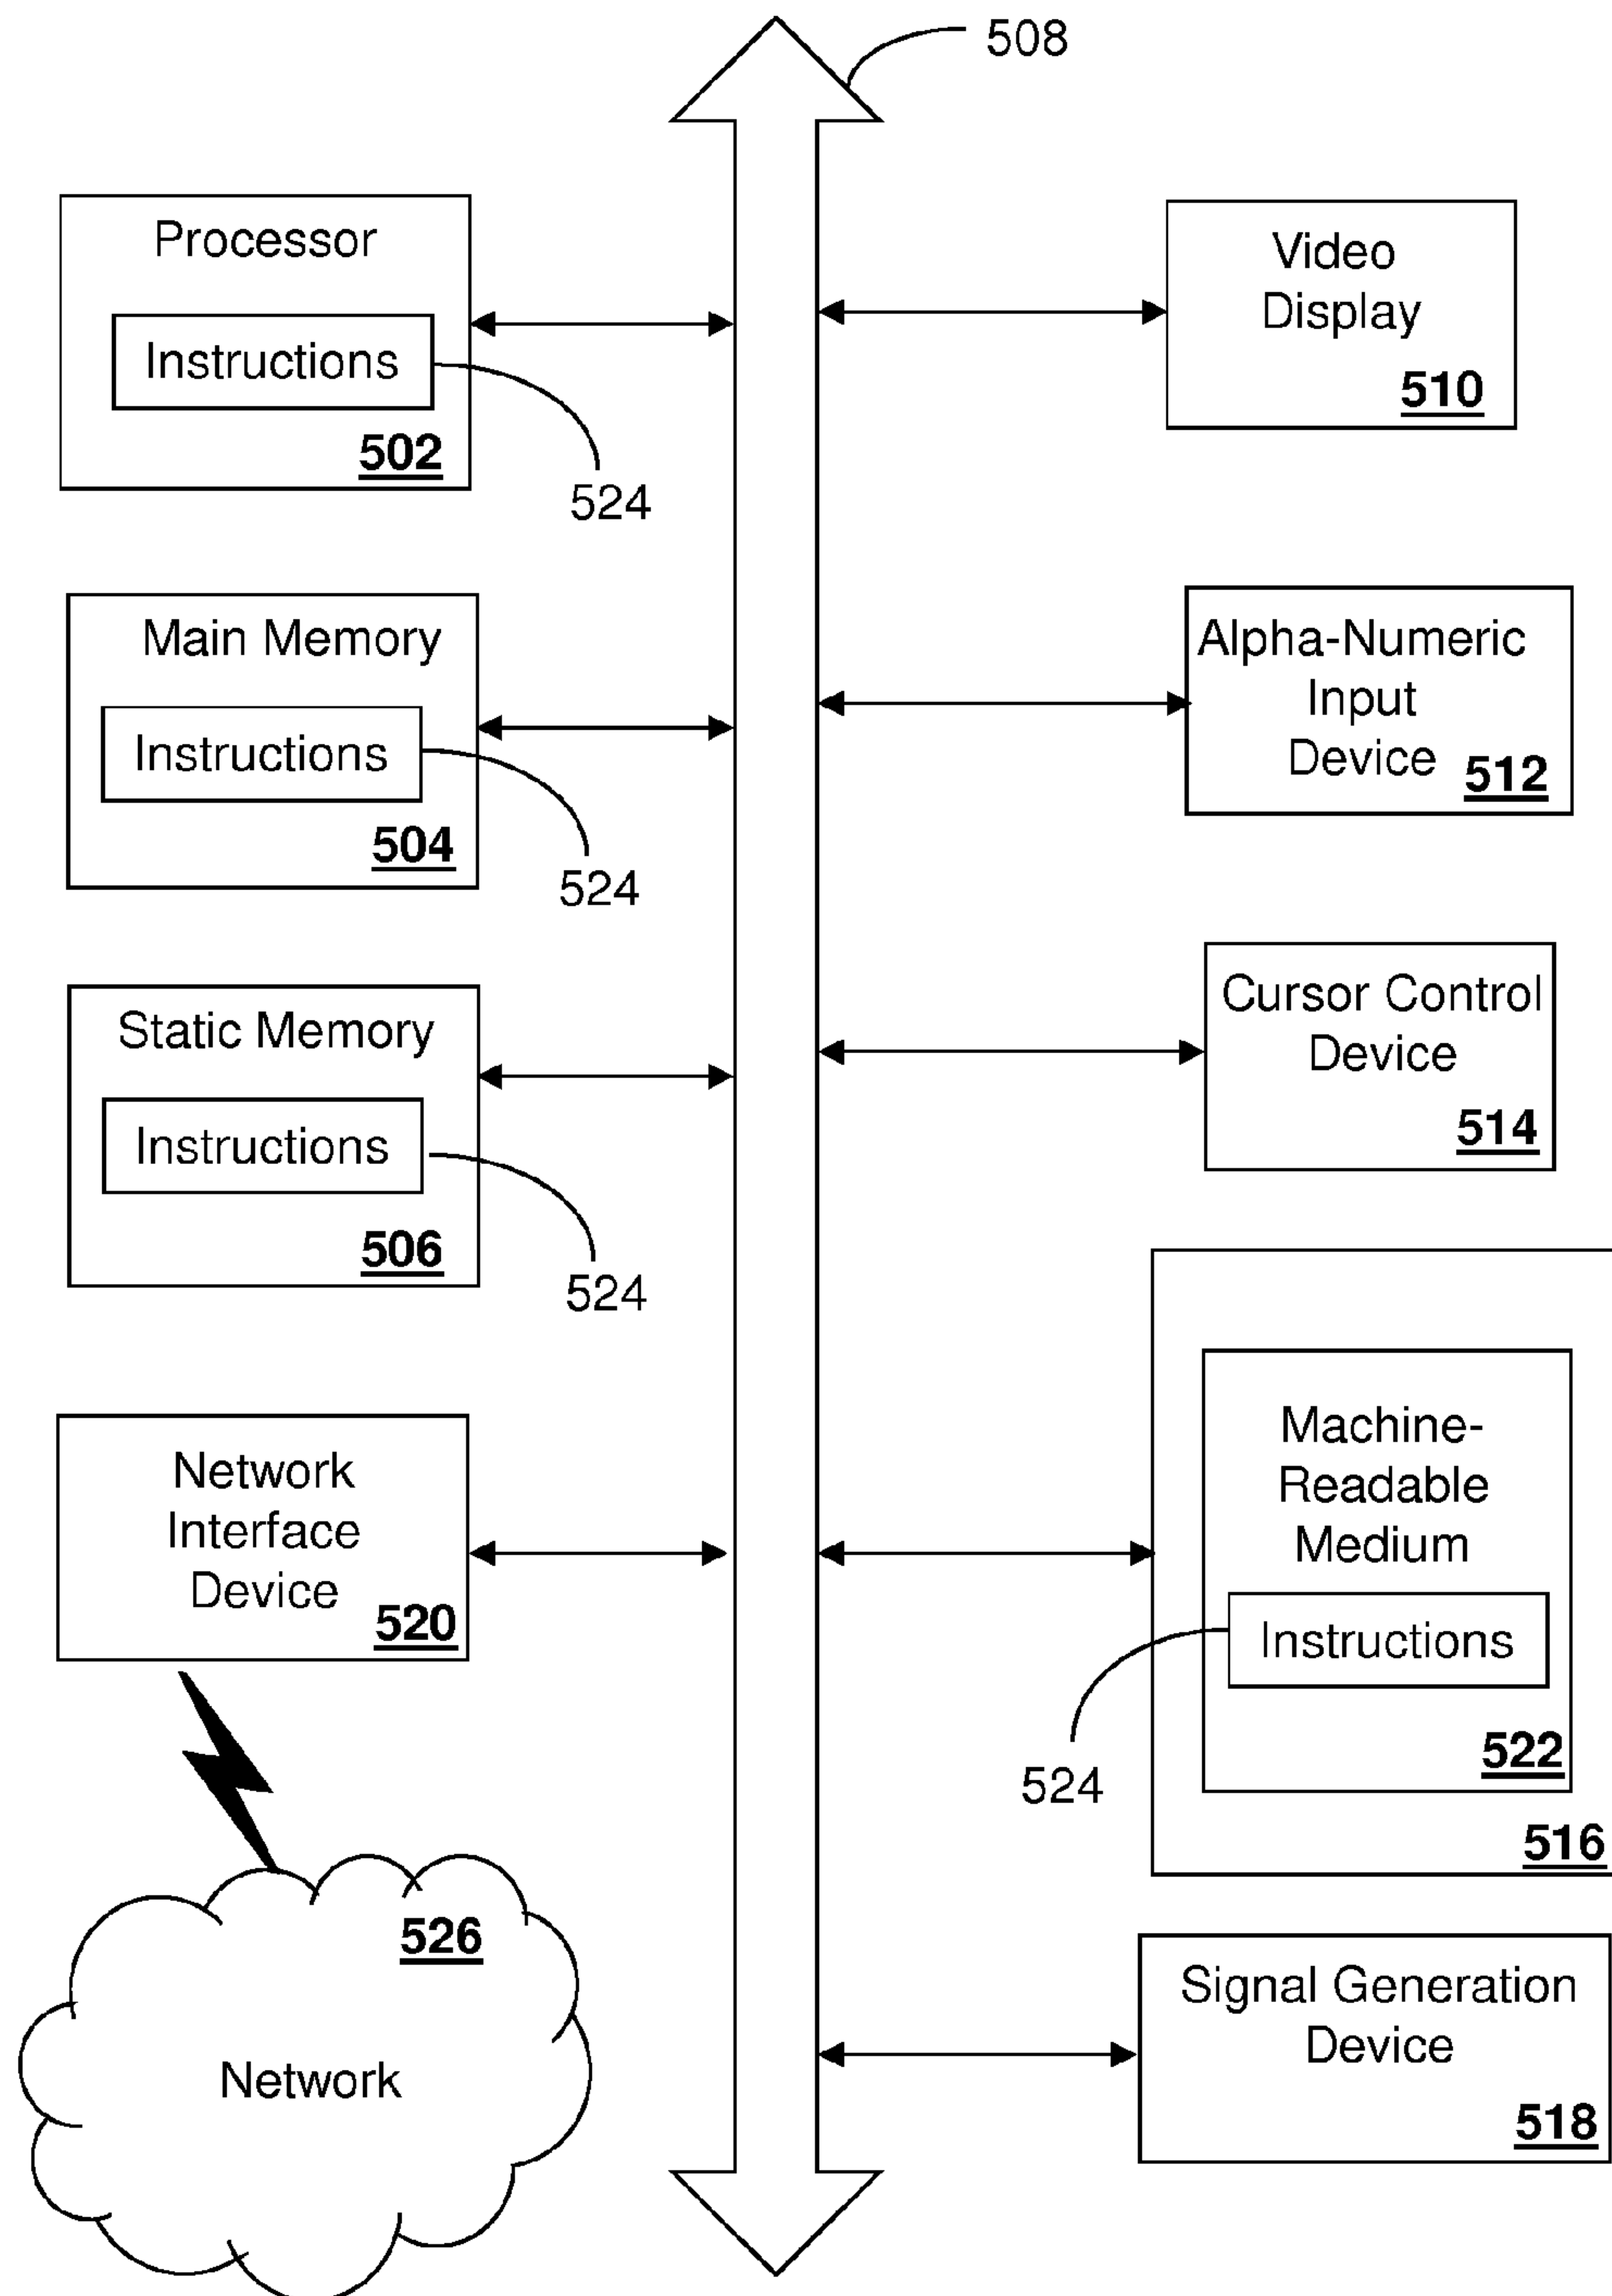 508
Processor
Instructions
502
524
Main Memory
Instructions
504
524
Static Memory
Instructions
506
524
Network
Interface
Device
520
526
Network
Video
Display
510
Alpha-Numeric
Input
Device 512
Cursor Control
Device
514
Machine-
Readable
Medium
Instructions
522
524
516
Signal Generation
Device
518